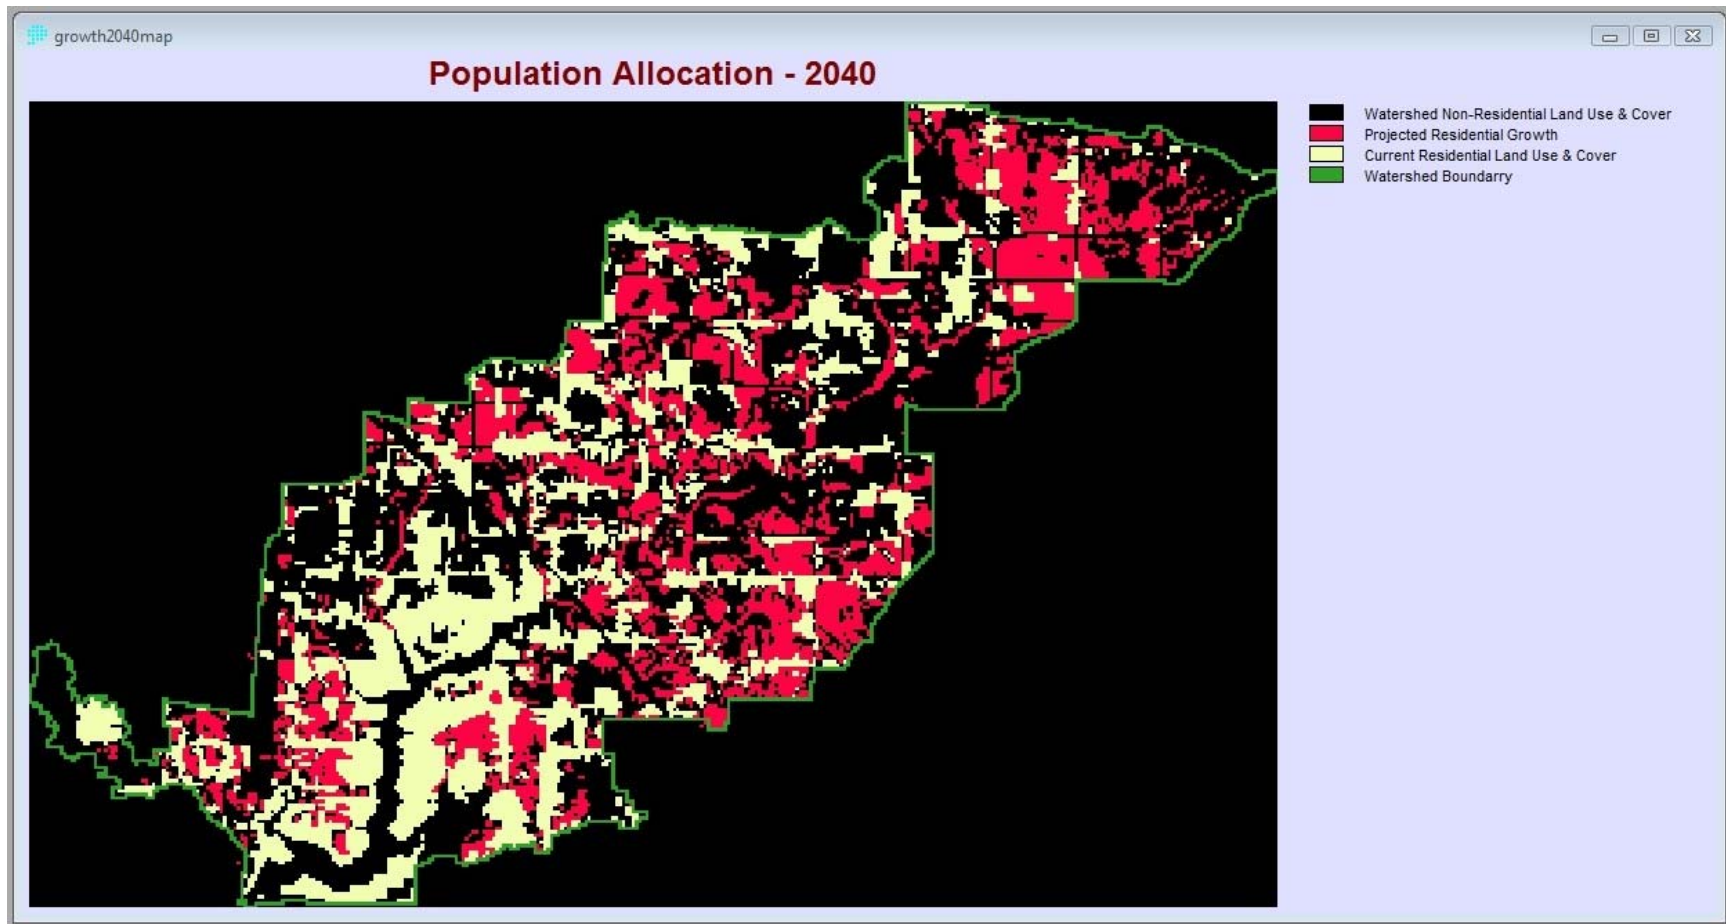 growth2040map
Population Allocation - 2040
Watershed Non-Residential Land Use & Cover
Projected Residential Growth
Current Residential Land Use & Cover
Watershed Boundarry